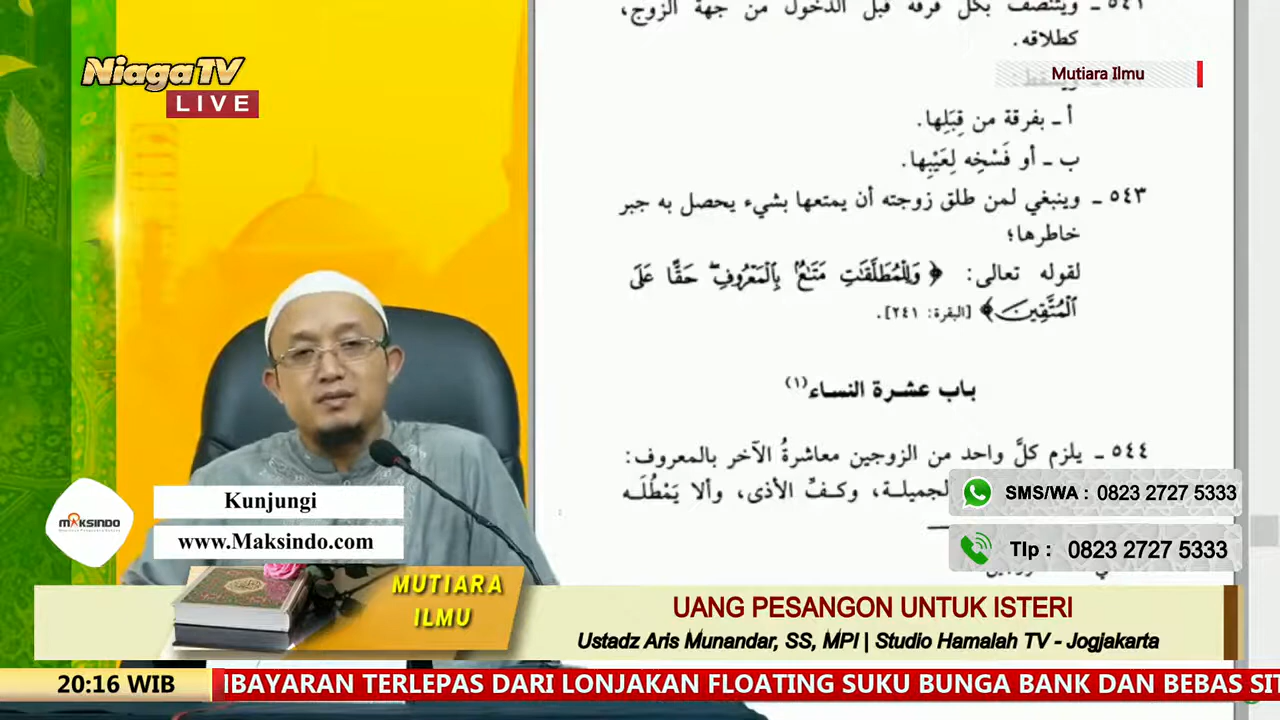 NiagaTV
LIVE
Mutiara Ilmu
٥٤١ ـ ويتنصف بكل فرقة قبل الدخول من جهة الزوج،
كطلاقه.
أ ـ بفرقة من قِبَلِها.
ب ـ أو فَسْخِه لِعَيْبِها.
٥٤٣ ـ وينبغي لمن طلق زوجته أن يمتعها بشيء يحصل به جبر
خاطرها؛
لقوله تعالى: ﴿ وَلِلْمُطَلَّقَٰتِ مَتَٰعٌۢ بِٱلْمَعْرُوفِ ۖ حَقًّا عَلَى
ٱلْمُتَّقِينَ ﴾ [البقرة: ٢٤١].
باب عشرة النساء(١)
٥٤٤ ـ يلزم كلَّ واحد من الزوجين معاشرةُ الآخر بالمعروف:
لجميلة، وكفِّ الأذى، وألا يَمْطُلَه
SMS/WA : 0823 2727 5333
Tlp : 0823 2727 5333
MAKSINDO
Kunjungi
www.Maksindo.com
MUTIARA
ILMU
UANG PESANGON UNTUK ISTERI
Ustadz Aris Munandar, SS, MPI | Studio Hamalah TV - Jogjakarta
20:16 WIB
IBAYARAN TERLEPAS DARI LONJAKAN FLOATING SUKU BUNGA BANK DAN BEBAS SIT